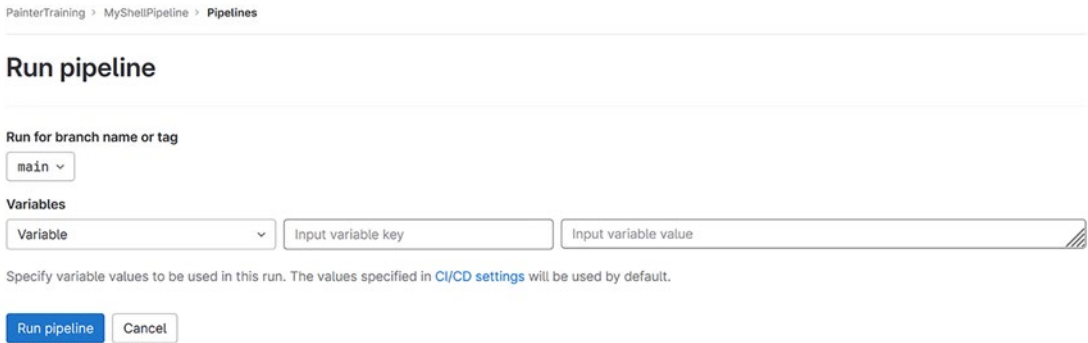 PainterTraining > MyShellPipeline > Pipelines
Run pipeline
Run for branch name or tag
main
Variables
Variable Input variable key Input variable value
Specify variable values to be used in this run. The values specified in CI/CD settings will be used by default.
Run pipeline Cancel